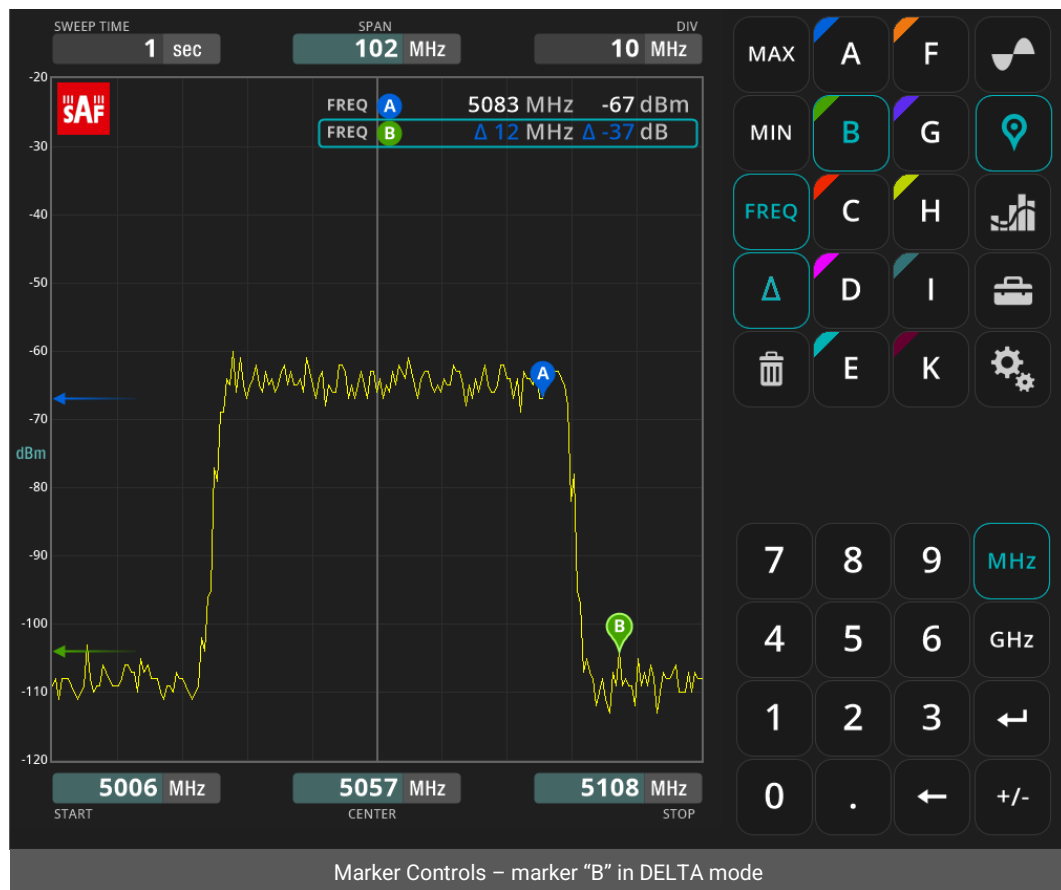 SWEEP TIME SPAN DIV
1 sec 102 MHz 10 MHz
SAF
FREQ A 5083 MHz -67 dBm
FREQ B Δ 12 MHz Δ -37 dB
-20
-30
-40
-50
-60
-70
dBm
-80
-90
-100
-110
-120
A
B
5006 MHz 5057 MHz 5108 MHz
START CENTER STOP
MAX A F
MIN B G
FREQ C H
Δ D I
E K
7 8 9 MHz
4 5 6 GHz
1 2 3
0 . +/-
Marker Controls – marker “B” in DELTA mode